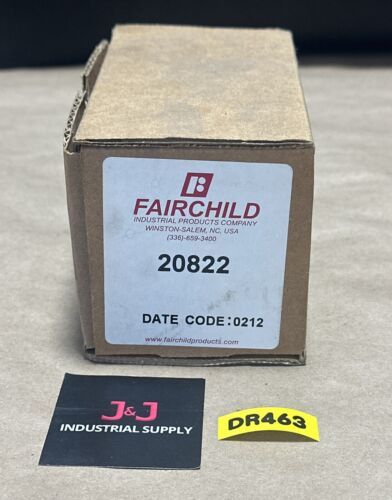 FAIRCHILD
INDUSTRIAL PRODUCTS COMPANY
WINSTON-SALEM, NC, USA
(336)-659-3400
20822
DATE CODE:0212
www.fairchildproducts.com
J&J
INDUSTRIAL SUPPLY
DR463